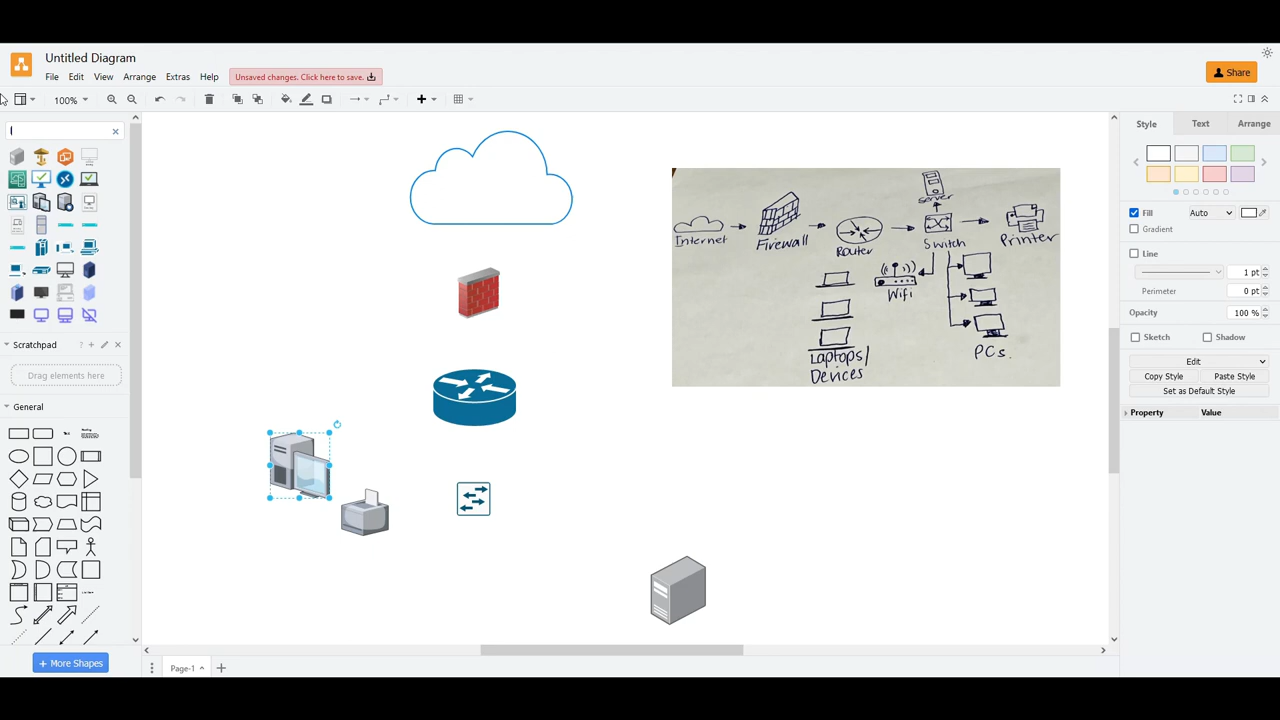 Untitled Diagram
File Edit View Arrange Extras Help
Unsaved changes. Click here to save.
Share
100%
l
Style Text Arrange
Fill Auto
Gradient
Line
1 pt
Perimeter 0 pt
Opacity 100 %
Sketch Shadow
Edit
Copy Style Paste Style
Set as Default Style
Property Value
Scratchpad ?
Drag elements here
General
Text
Heading
server
Internet
Firewall
Router
Switch
Printer
Wifi
Laptops/
Devices
PCs.
+ More Shapes
Page-1